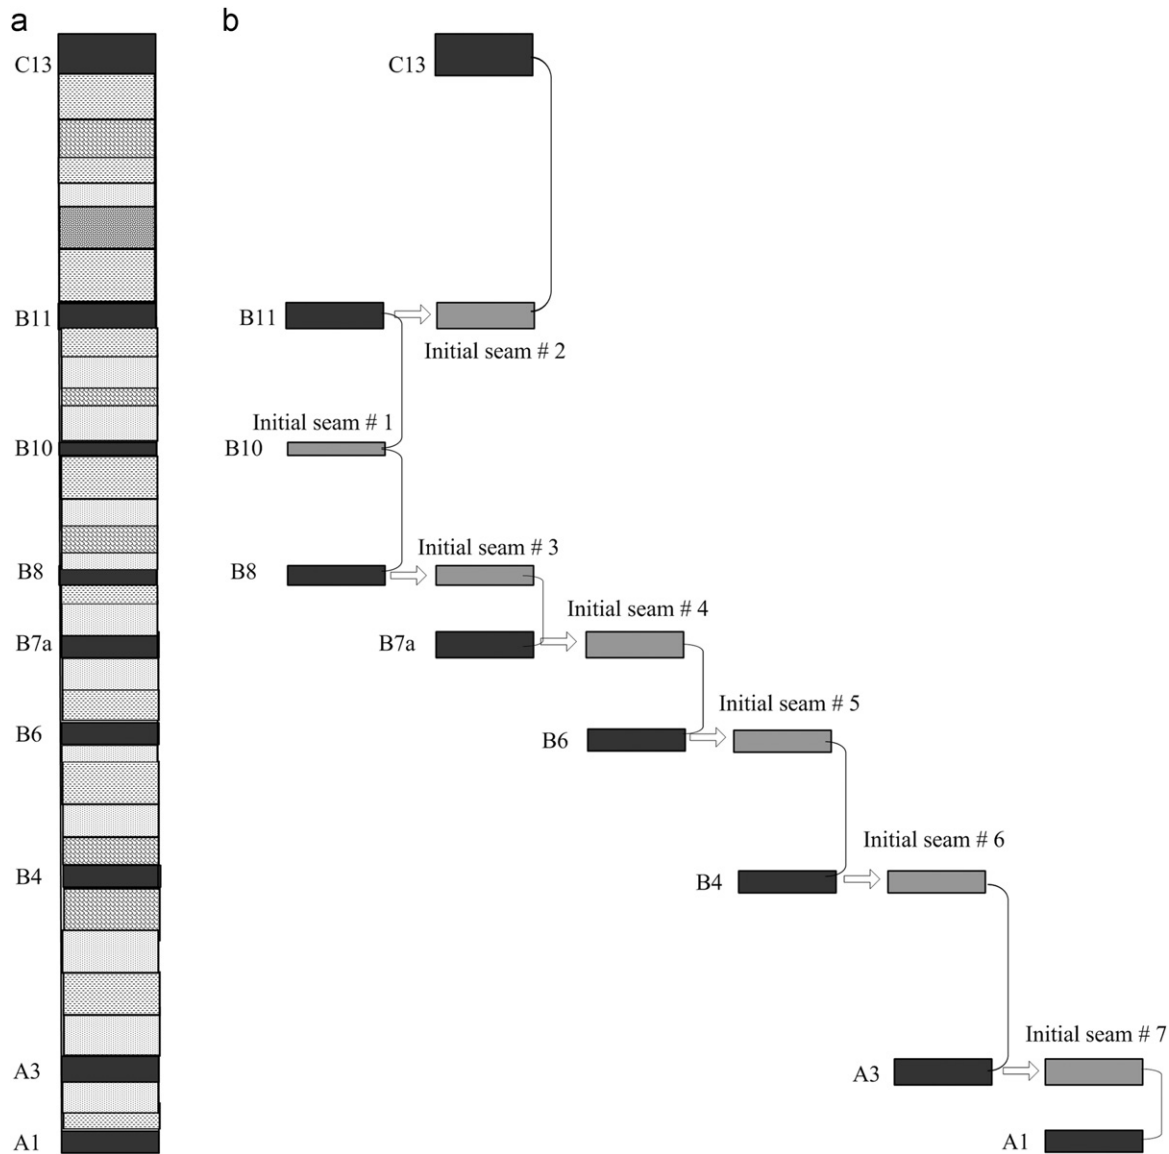 a
C13
B11
B10
B8
B7a
B6
B4
A3
A1
b
C13
B11
Initial seam # 2
Initial seam # 1
B10
Initial seam # 3
B8
Initial seam # 4
B7a
Initial seam # 5
B6
Initial seam # 6
B4
Initial seam # 7
A3
A1